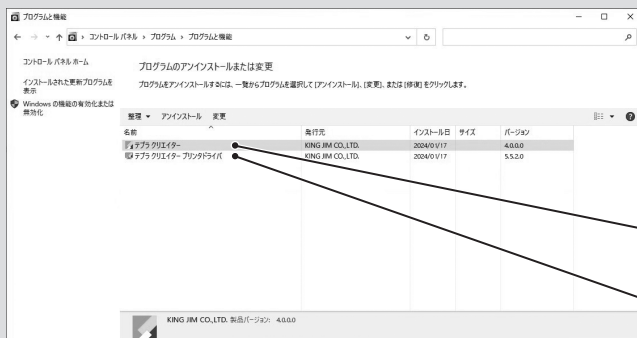 プログラムと機能
コントロール パネル › プログラム › プログラムと機能
コントロール パネル ホーム
インストールされた更新プログラムを
表示
Windows の機能の有効化または
無効化
プログラムのアンインストールまたは変更
プログラムをアンインストールするには、一覧からプログラムを選択して [アンインストール]、[変更]、または [修復] をクリックします。
整理 ▼ アンインストール 変更
名前 発行元 インストール日 サイズ バージョン
テプラ クリエイター KING JIM CO.,LTD. 2024/01/17 4.0.0.0
テプラ クリエイター プリンタドライバ KING JIM CO.,LTD. 2024/01/17 5.5.2.0
KING JIM CO.,LTD. 製品バージョン: 4.0.0.0